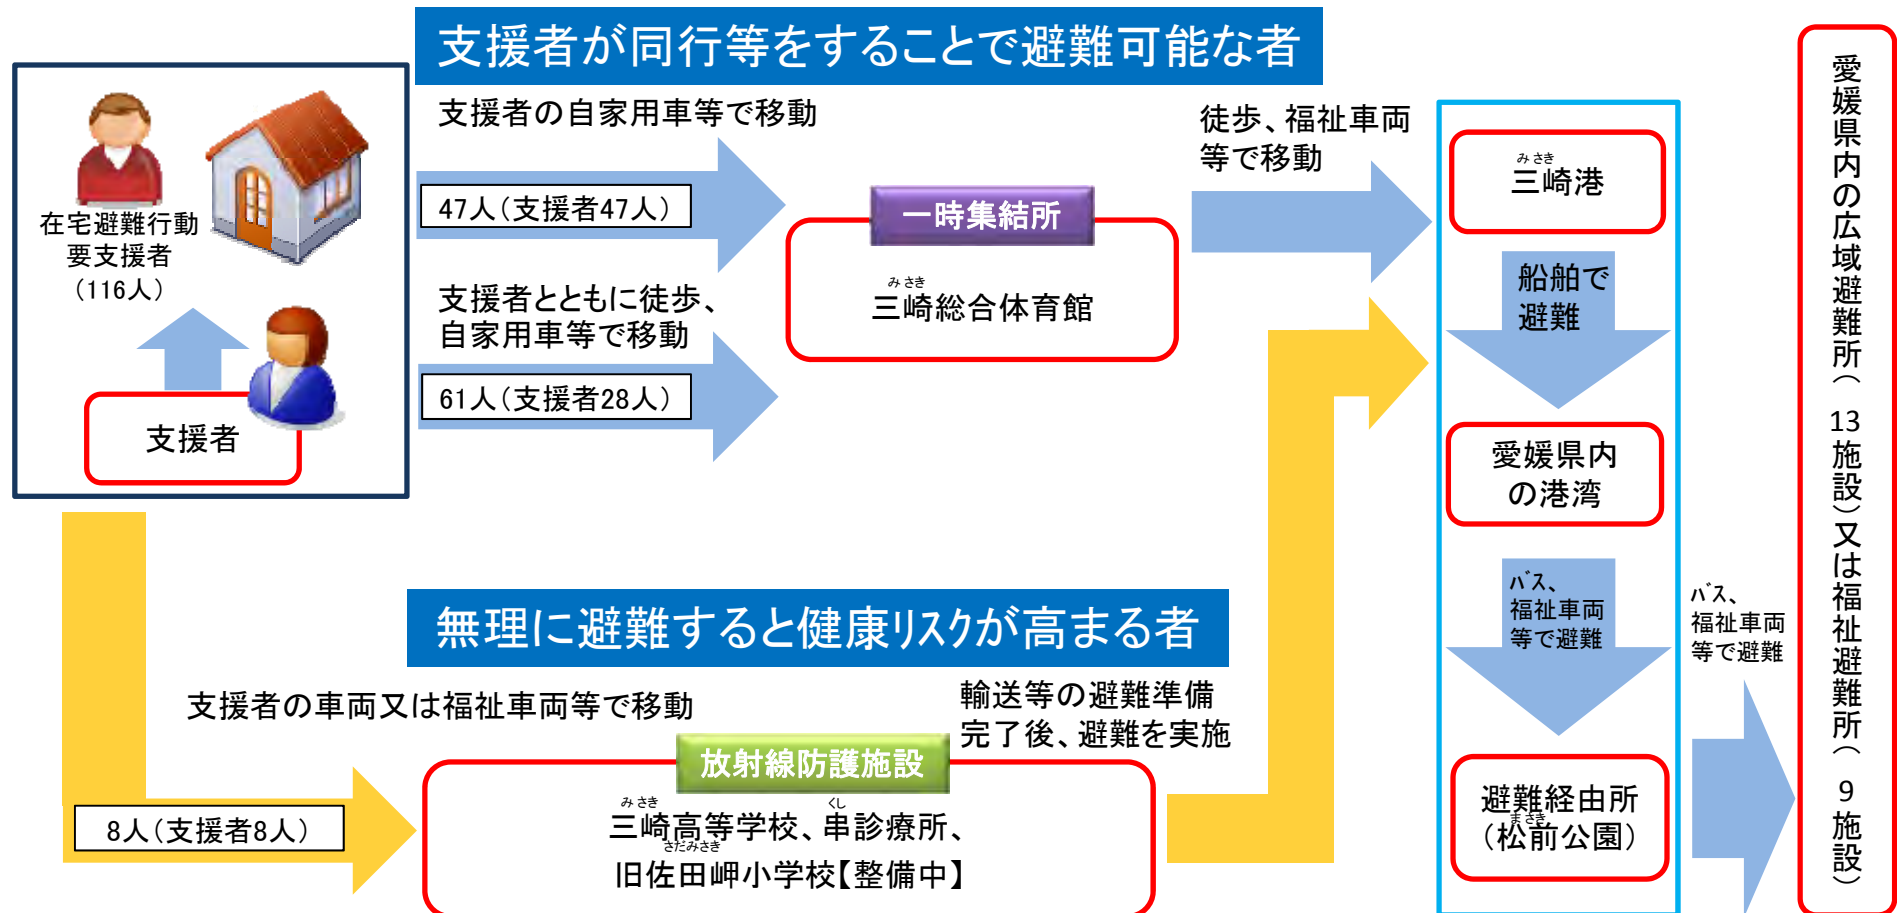 支援者が同行等をすることで避難可能な者
在宅避難行動
要支援者
(116人)
支援者
支援者の自家用車等で移動
47人(支援者47人)
支援者とともに徒歩、
自家用車等で移動
61人(支援者28人)
一時集結所
みさき
三崎総合体育館
徒歩、福祉車両
等で移動
みさき
三崎港
船舶で
避難
愛媛県内
の港湾
バス、
福祉車両
等で避難
避難経由所
まさき
(松前公園)
バス、
福祉車両
等で避難
愛媛県内の広域避難所(13施設)又は福祉避難所(9施設)
無理に避難すると健康リスクが高まる者
支援者の車両又は福祉車両等で移動
8人(支援者8人)
放射線防護施設
みさき くし
三崎高等学校、串診療所、
さだみさき
旧佐田岬小学校【整備中】
輸送等の避難準備
完了後、避難を実施